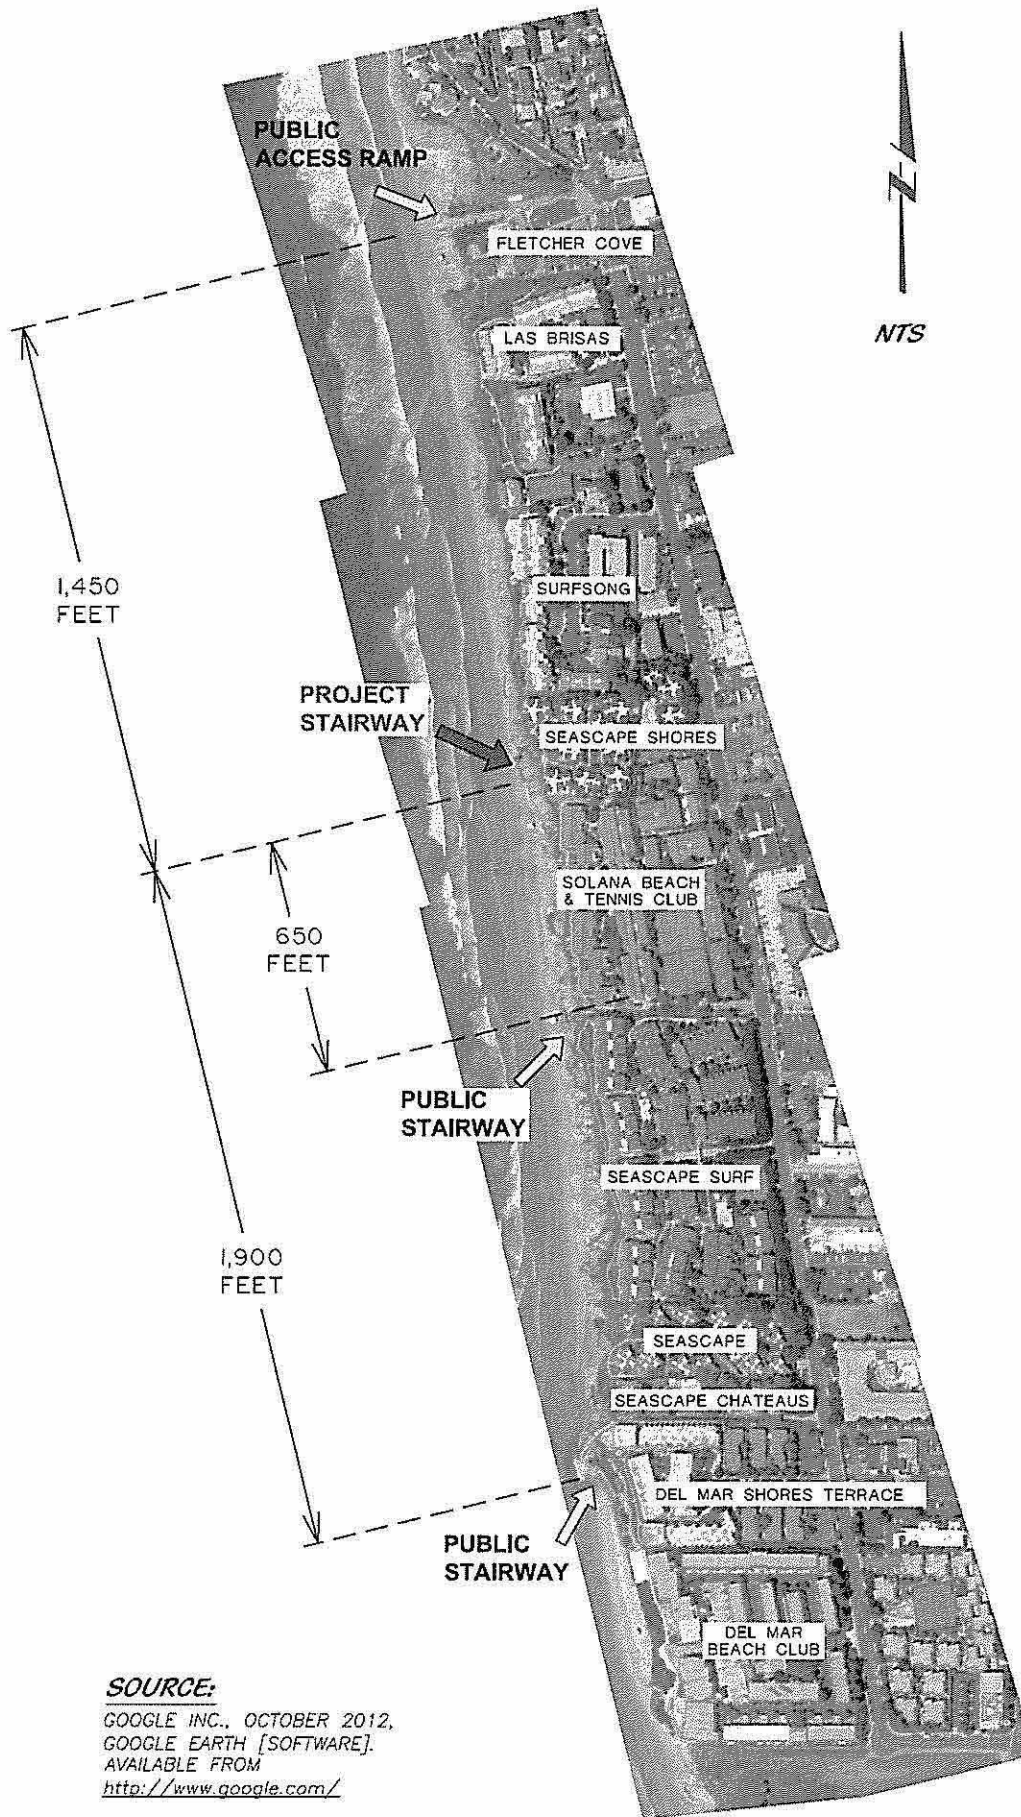 PUBLIC
ACCESS RAMP
FLETCHER COVE
LAS BRISAS
N
NTS
1,450
FEET
SURFSONG
PROJECT
STAIRWAY
SEASCAPE SHORES
SOLANA BEACH
& TENNIS CLUB
650
FEET
PUBLIC
STAIRWAY
SEASCAPE SURF
1,900
FEET
SEASCAPE
SEASCAPE CHATEAUS
DEL MAR SHORES TERRACE
PUBLIC
STAIRWAY
DEL MAR
BEACH CLUB
SOURCE:
GOOGLE INC., OCTOBER 2012,
GOOGLE EARTH [SOFTWARE].
AVAILABLE FROM
http://www.google.com/